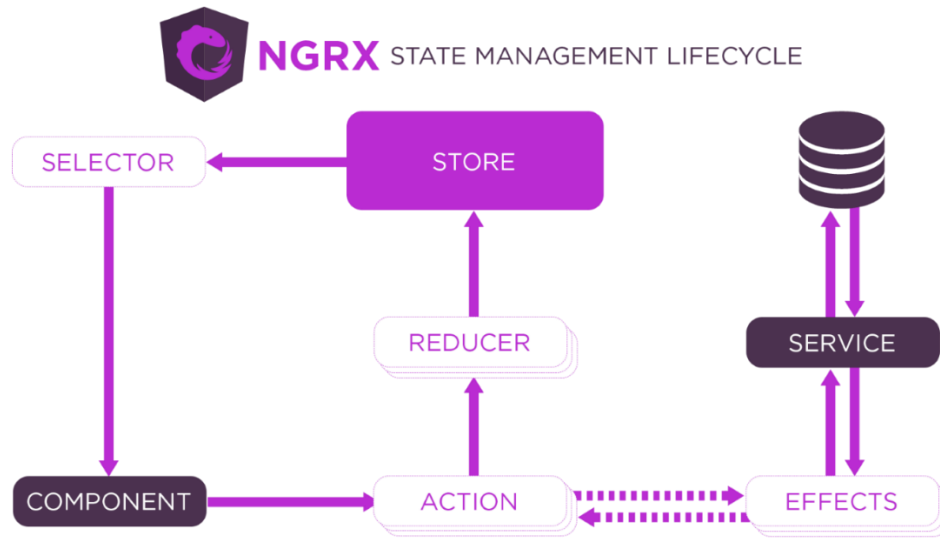 NGRX STATE MANAGEMENT LIFECYCLE
SELECTOR
STORE
REDUCER
SERVICE
COMPONENT
ACTION
EFFECTS